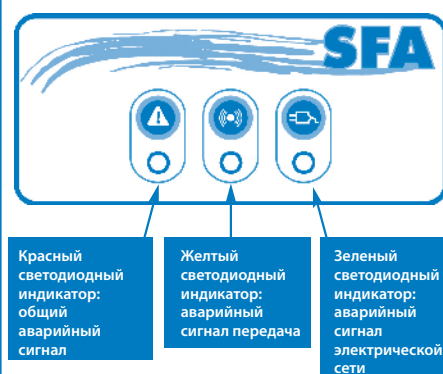 SFA
Красный
светодиодный
индикатор:
общий
аварийный
сигнал
Желтый
светодиодный
индикатор:
аварийный
сигнал передача
Зеленый
светодиодный
индикатор:
аварийный
сигнал
электрической
сети